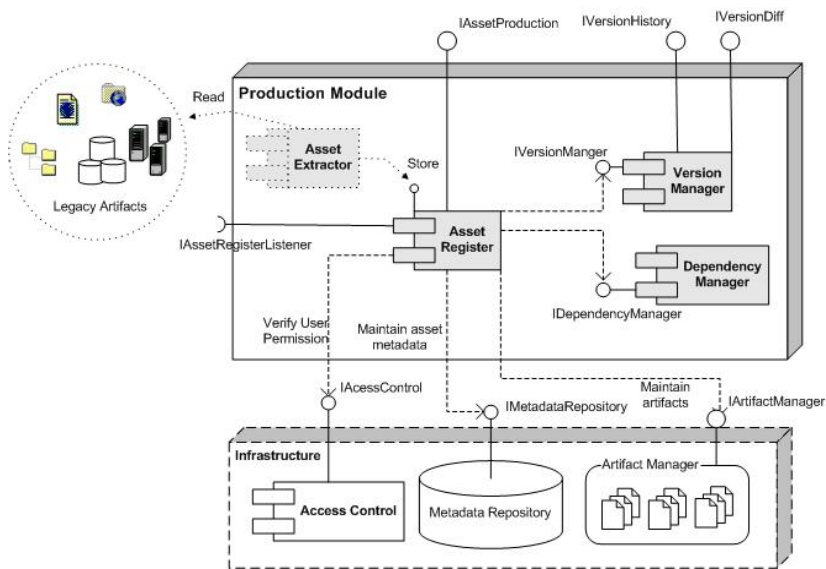 IAssetProduction
IVersionHistory
IVersionDiff
Read
Production Module
Asset
Extractor
Store
IVersionManger
Version
Manager
Legacy Artifacts
IAssetRegisterListener
Asset
Register
Dependency
Manager
IDependencyManager
Verify User
Permission
Maintain asset
metadata
IAcessControl
IMetadataRepository
Maintain
artifacts
IArtifactManager
Infrastructure
Artifact Manager
Access Control
Metadata Repository